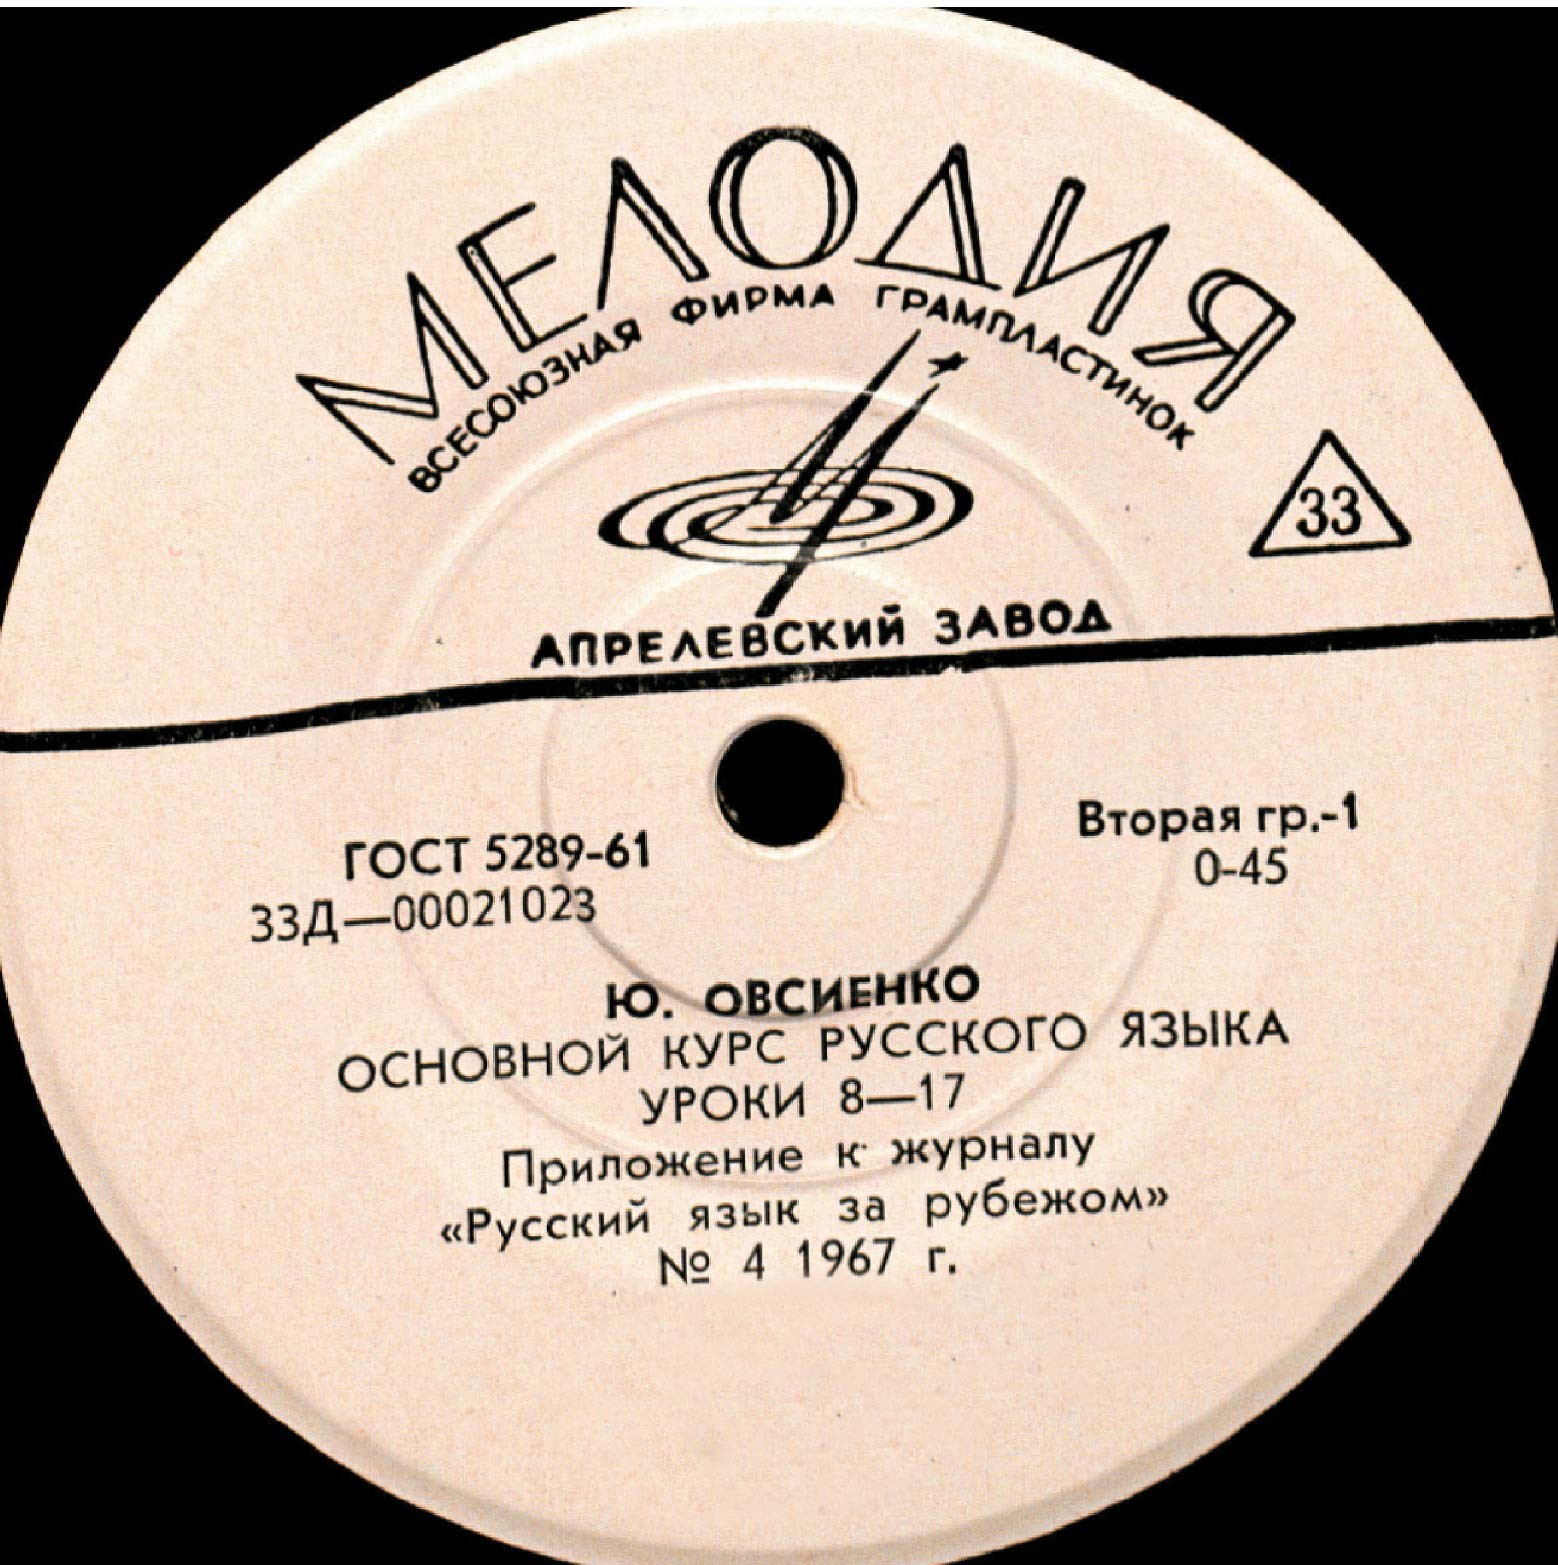 МЕЛОДИЯ
ВСЕСОЮЗНАЯ ФИРМА ГРАМПЛАСТИНОК
33
АПРЕЛЕВСКИЙ ЗАВОД
ГОСТ 5289-61
Вторая гр.-1
33Д—00021023
0-45
Ю. ОВСИЕНКО
ОСНОВНОЙ КУРС РУССКОГО ЯЗЫКА
УРОКИ 8—17
Приложение к журналу
«Русский язык за рубежом»
№ 4 1967 г.